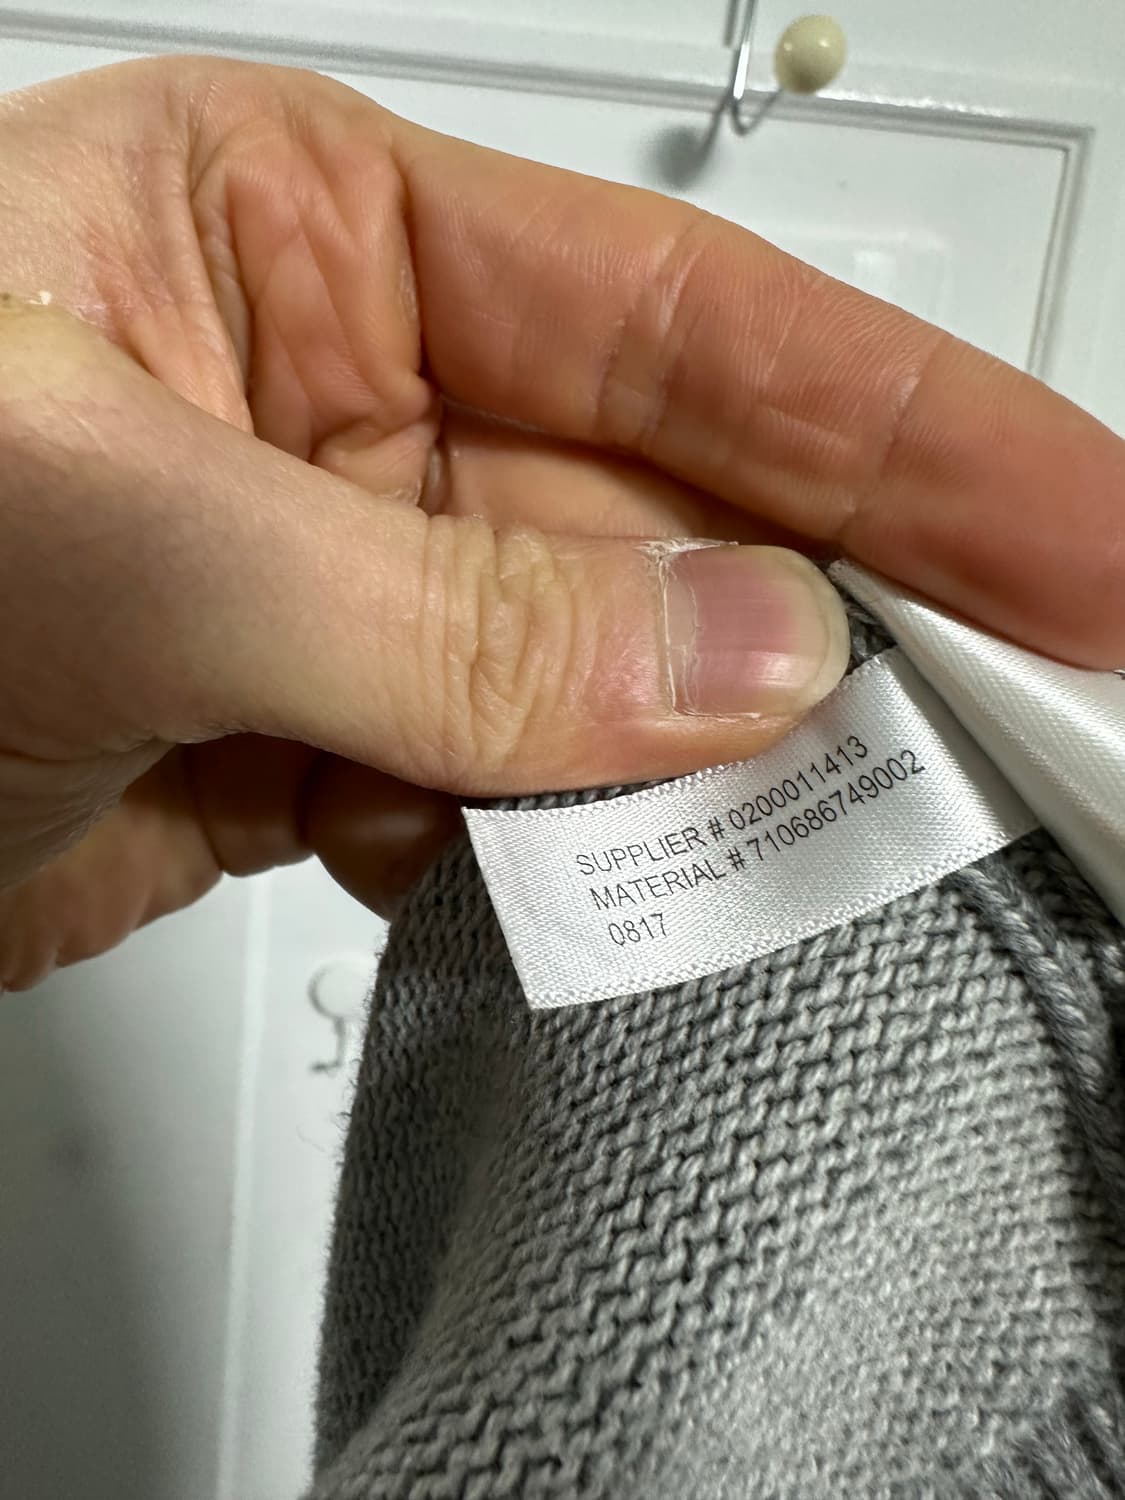 SUPPLIER # 0200011413
MATERIAL # 710686749002
0817